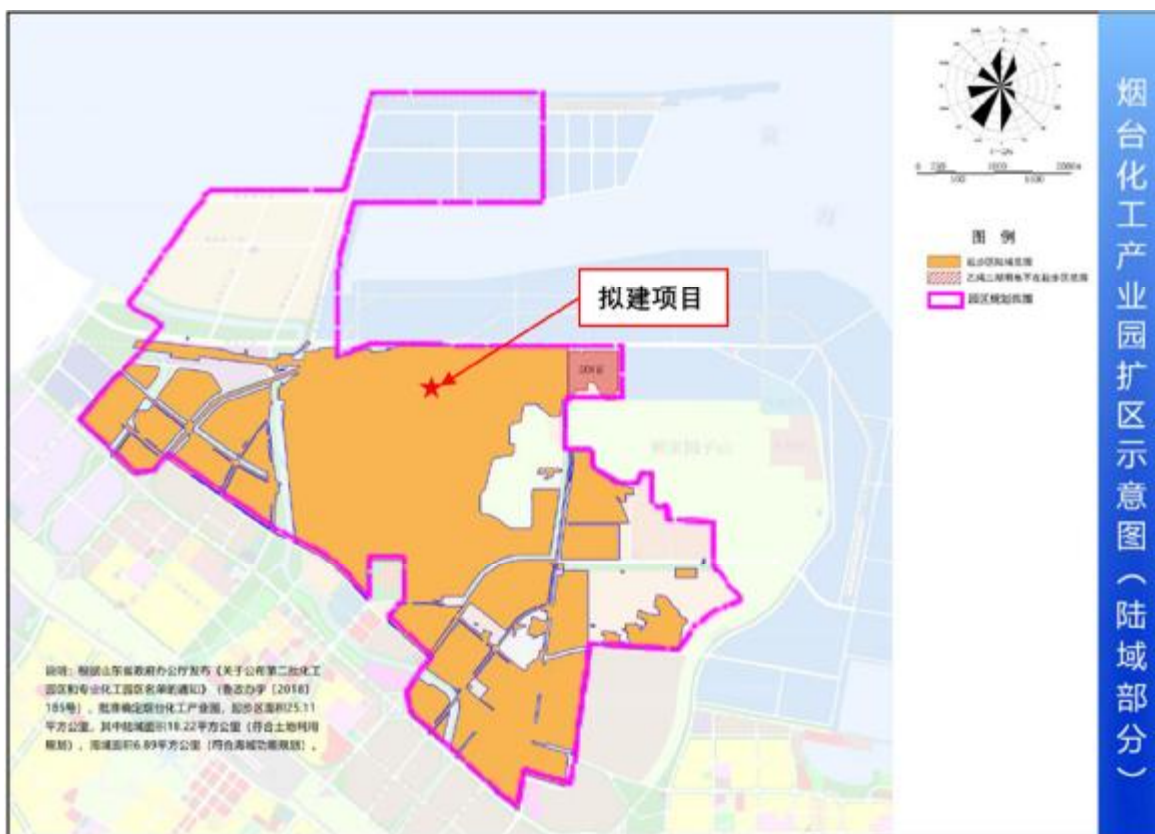 烟台化工产业园扩区示意图（陆域部分）
图 例
起步区陆域范围
园区规划范围
拟建项目
说明：根据山东省政府办公厅发布《关于公布第二批化工
园区和专业化工园区名单的通知》（鲁政办字〔2018〕
185号），批准确定烟台化工产业园，起步区面积25.11
平方公里，其中陆域面积18.22平方公里（符合土地利用
规划），海域面积6.89平方公里（符合海域功能规划）。